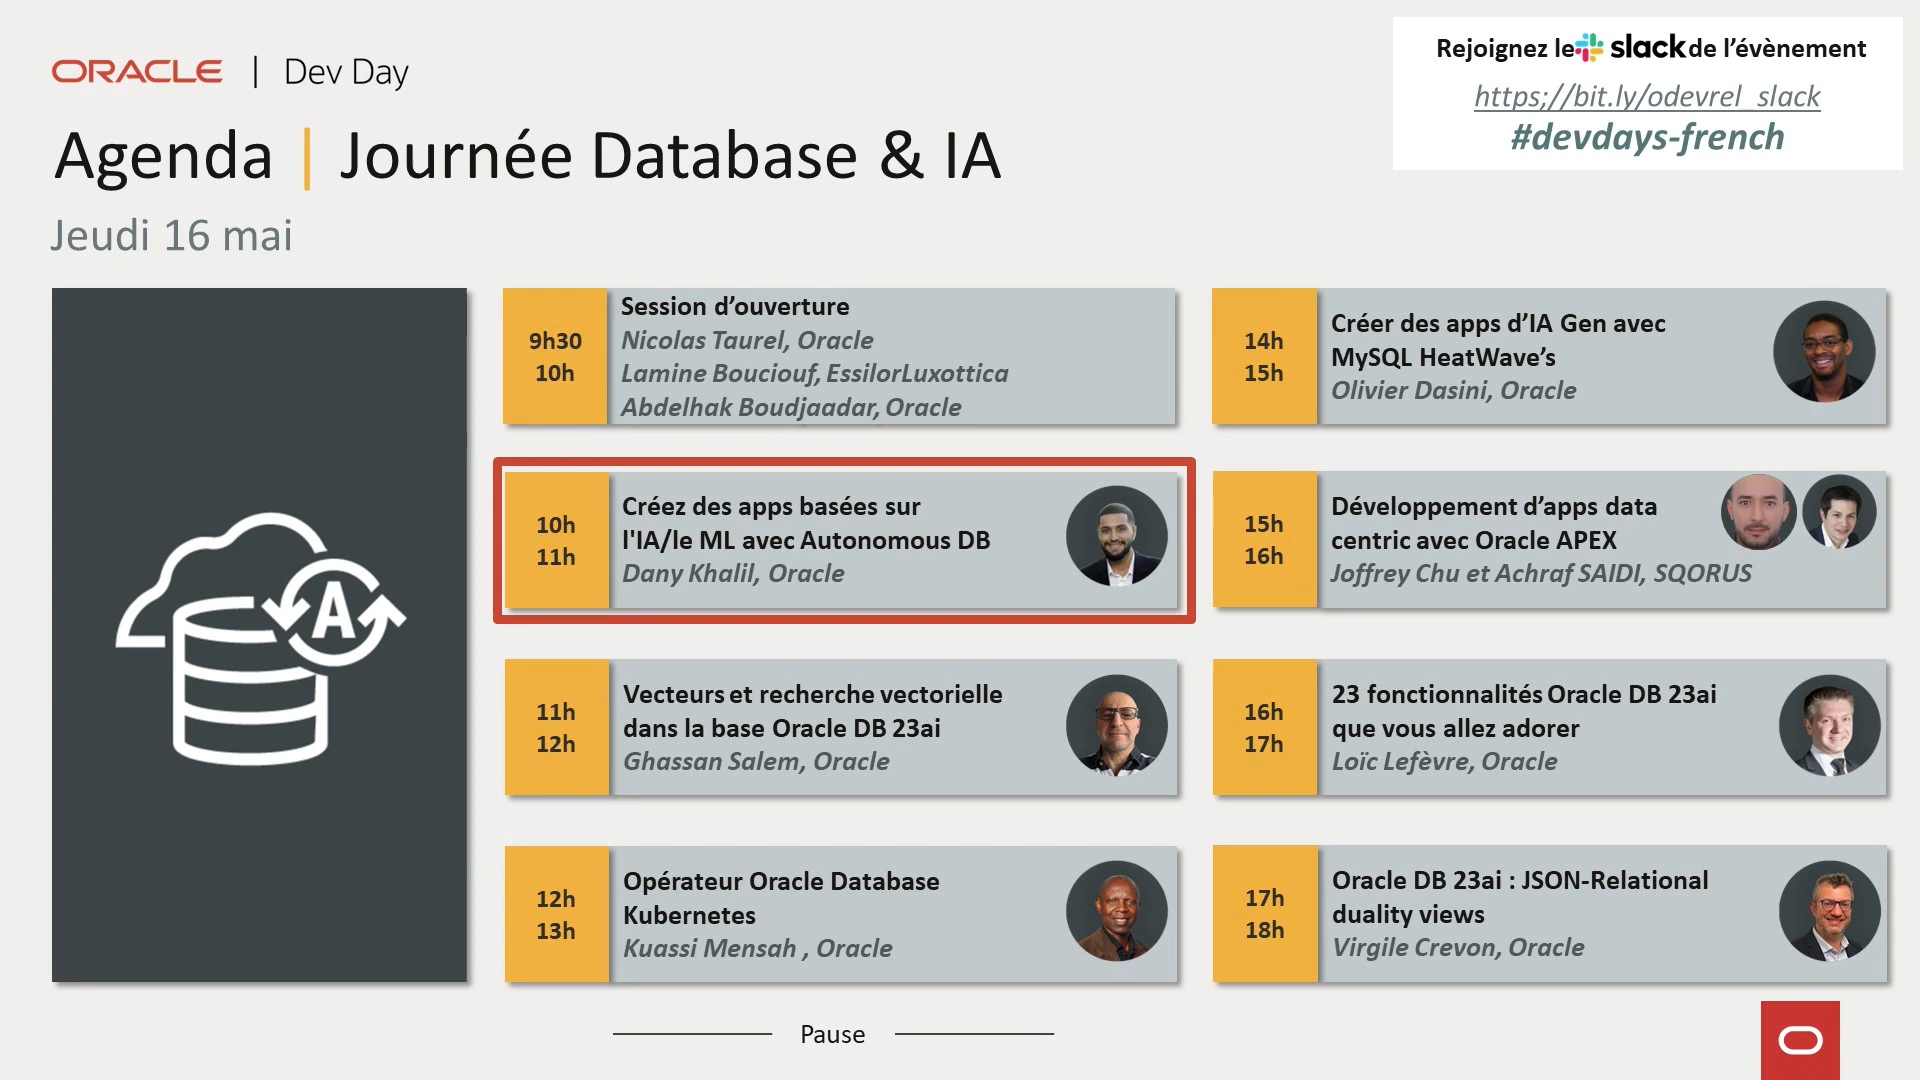 ORACLE | Dev Day
Rejoignez le slack de l’évènement
https;//bit.ly/odevrel_slack
#devdays-french
Agenda | Journée Database & IA
Jeudi 16 mai
A
9h30
10h
Session d’ouverture
Nicolas Taurel, Oracle
Lamine Bouciouf, EssilorLuxottica
Abdelhak Boudjaadar, Oracle
10h
11h
Créez des apps basées sur
l'IA/le ML avec Autonomous DB
Dany Khalil, Oracle
11h
12h
Vecteurs et recherche vectorielle
dans la base Oracle DB 23ai
Ghassan Salem, Oracle
12h
13h
Opérateur Oracle Database
Kubernetes
Kuassi Mensah , Oracle
Pause
14h
15h
Créer des apps d’IA Gen avec
MySQL HeatWave’s
Olivier Dasini, Oracle
15h
16h
Développement d’apps data
centric avec Oracle APEX
Joffrey Chu et Achraf SAIDI, SQORUS
16h
17h
23 fonctionnalités Oracle DB 23ai
que vous allez adorer
Loïc Lefèvre, Oracle
17h
18h
Oracle DB 23ai : JSON-Relational
duality views
Virgile Crevon, Oracle